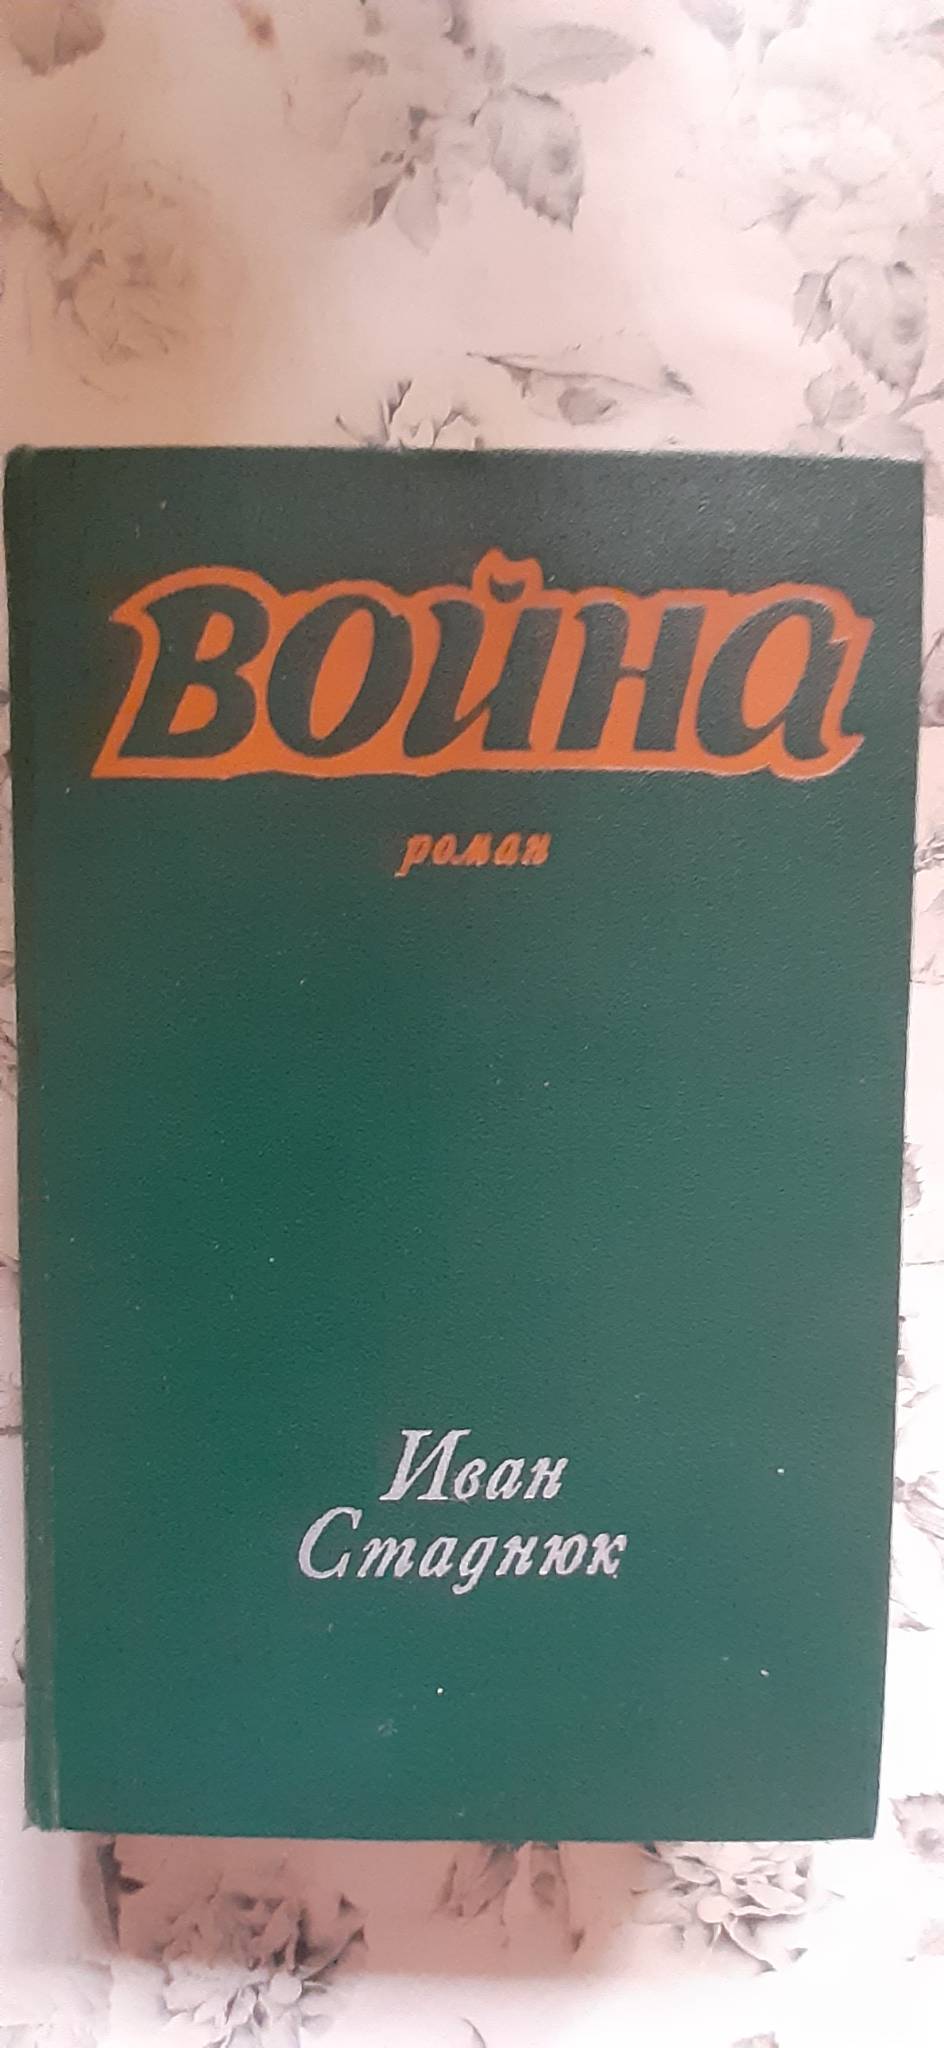 Война
роман
Иван
Стаднюк